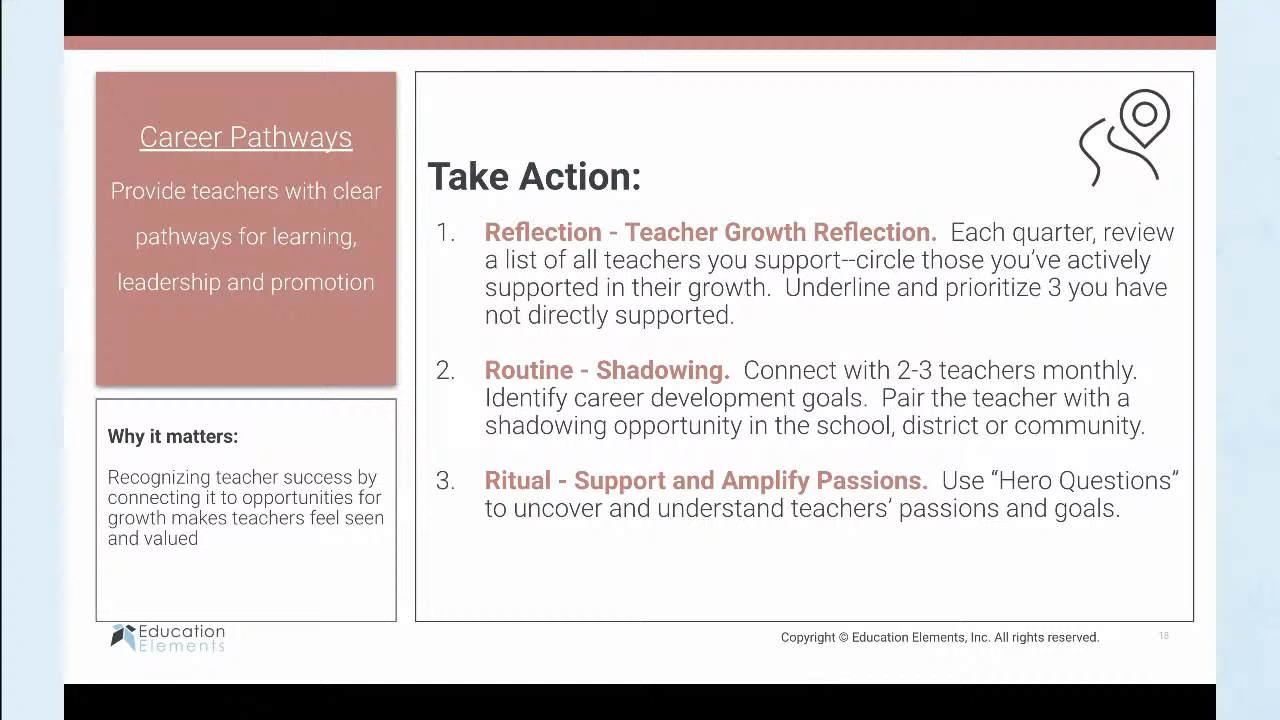 Career Pathways
Provide teachers with clear
pathways for learning,
leadership and promotion
Why it matters:
Recognizing teacher success by
connecting it to opportunities for
growth makes teachers feel seen
and valued
Take Action:
1. Reflection - Teacher Growth Reflection. Each quarter, review
a list of all teachers you support--circle those you’ve actively
supported in their growth. Underline and prioritize 3 you have
not directly supported.
2. Routine - Shadowing. Connect with 2-3 teachers monthly.
Identify career development goals. Pair the teacher with a
shadowing opportunity in the school, district or community.
3. Ritual - Support and Amplify Passions. Use “Hero Questions”
to uncover and understand teachers’ passions and goals.
Education
Elements
Copyright © Education Elements, Inc. All rights reserved.
18